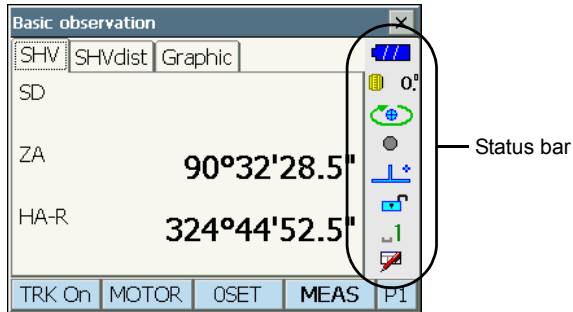 Basic observation
SHV SHVdist Graphic
SD
0."
ZA 90°32'28.5"
Status bar
HA-R 324°44'52.5"
1
TRK On MOTOR 0SET MEAS P1